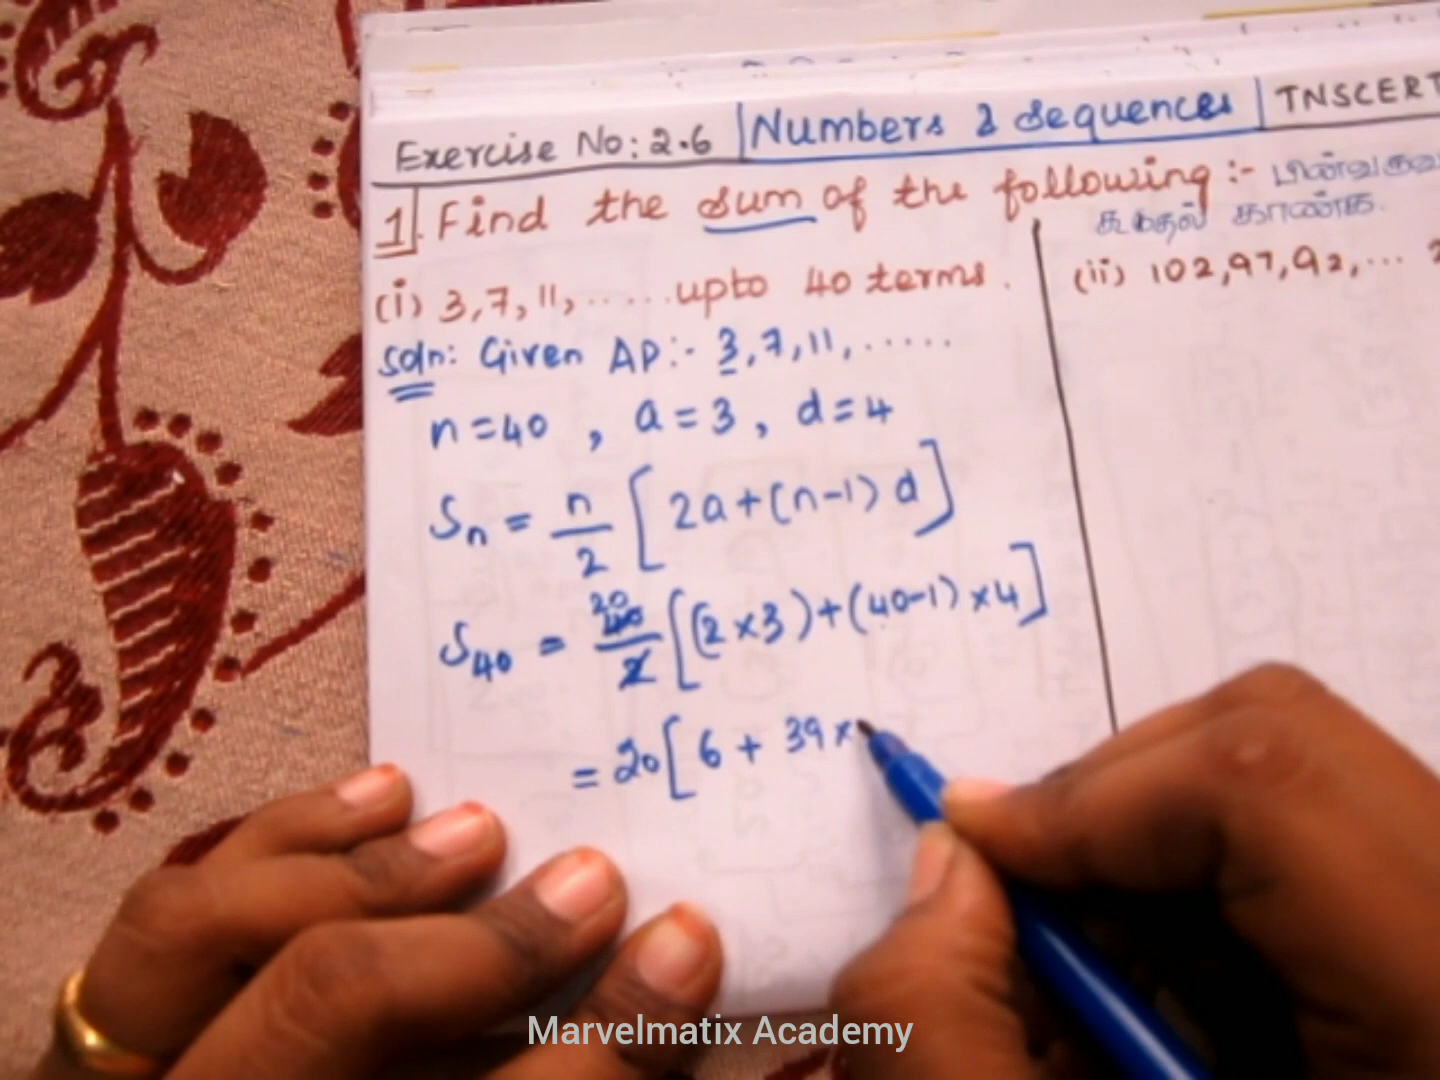 Exercise No: 2.6 | Numbers & Sequences | TNSCERT
1. Find the sum of the following :-
கூடுதல் காண்க.
(i) 3, 7, 11, ..... upto 40 terms.
(ii) 102, 97, 92, ...
Soln: Given AP:- 3, 7, 11, .....
n = 40 , a = 3 , d = 4
Sn = n/2 [ 2a + (n-1) d ]
S40 = 20 40/2 [ (2 × 3) + (40-1) × 4 ]
= 20 [ 6 + 39 ×
Marvelmatix Academy